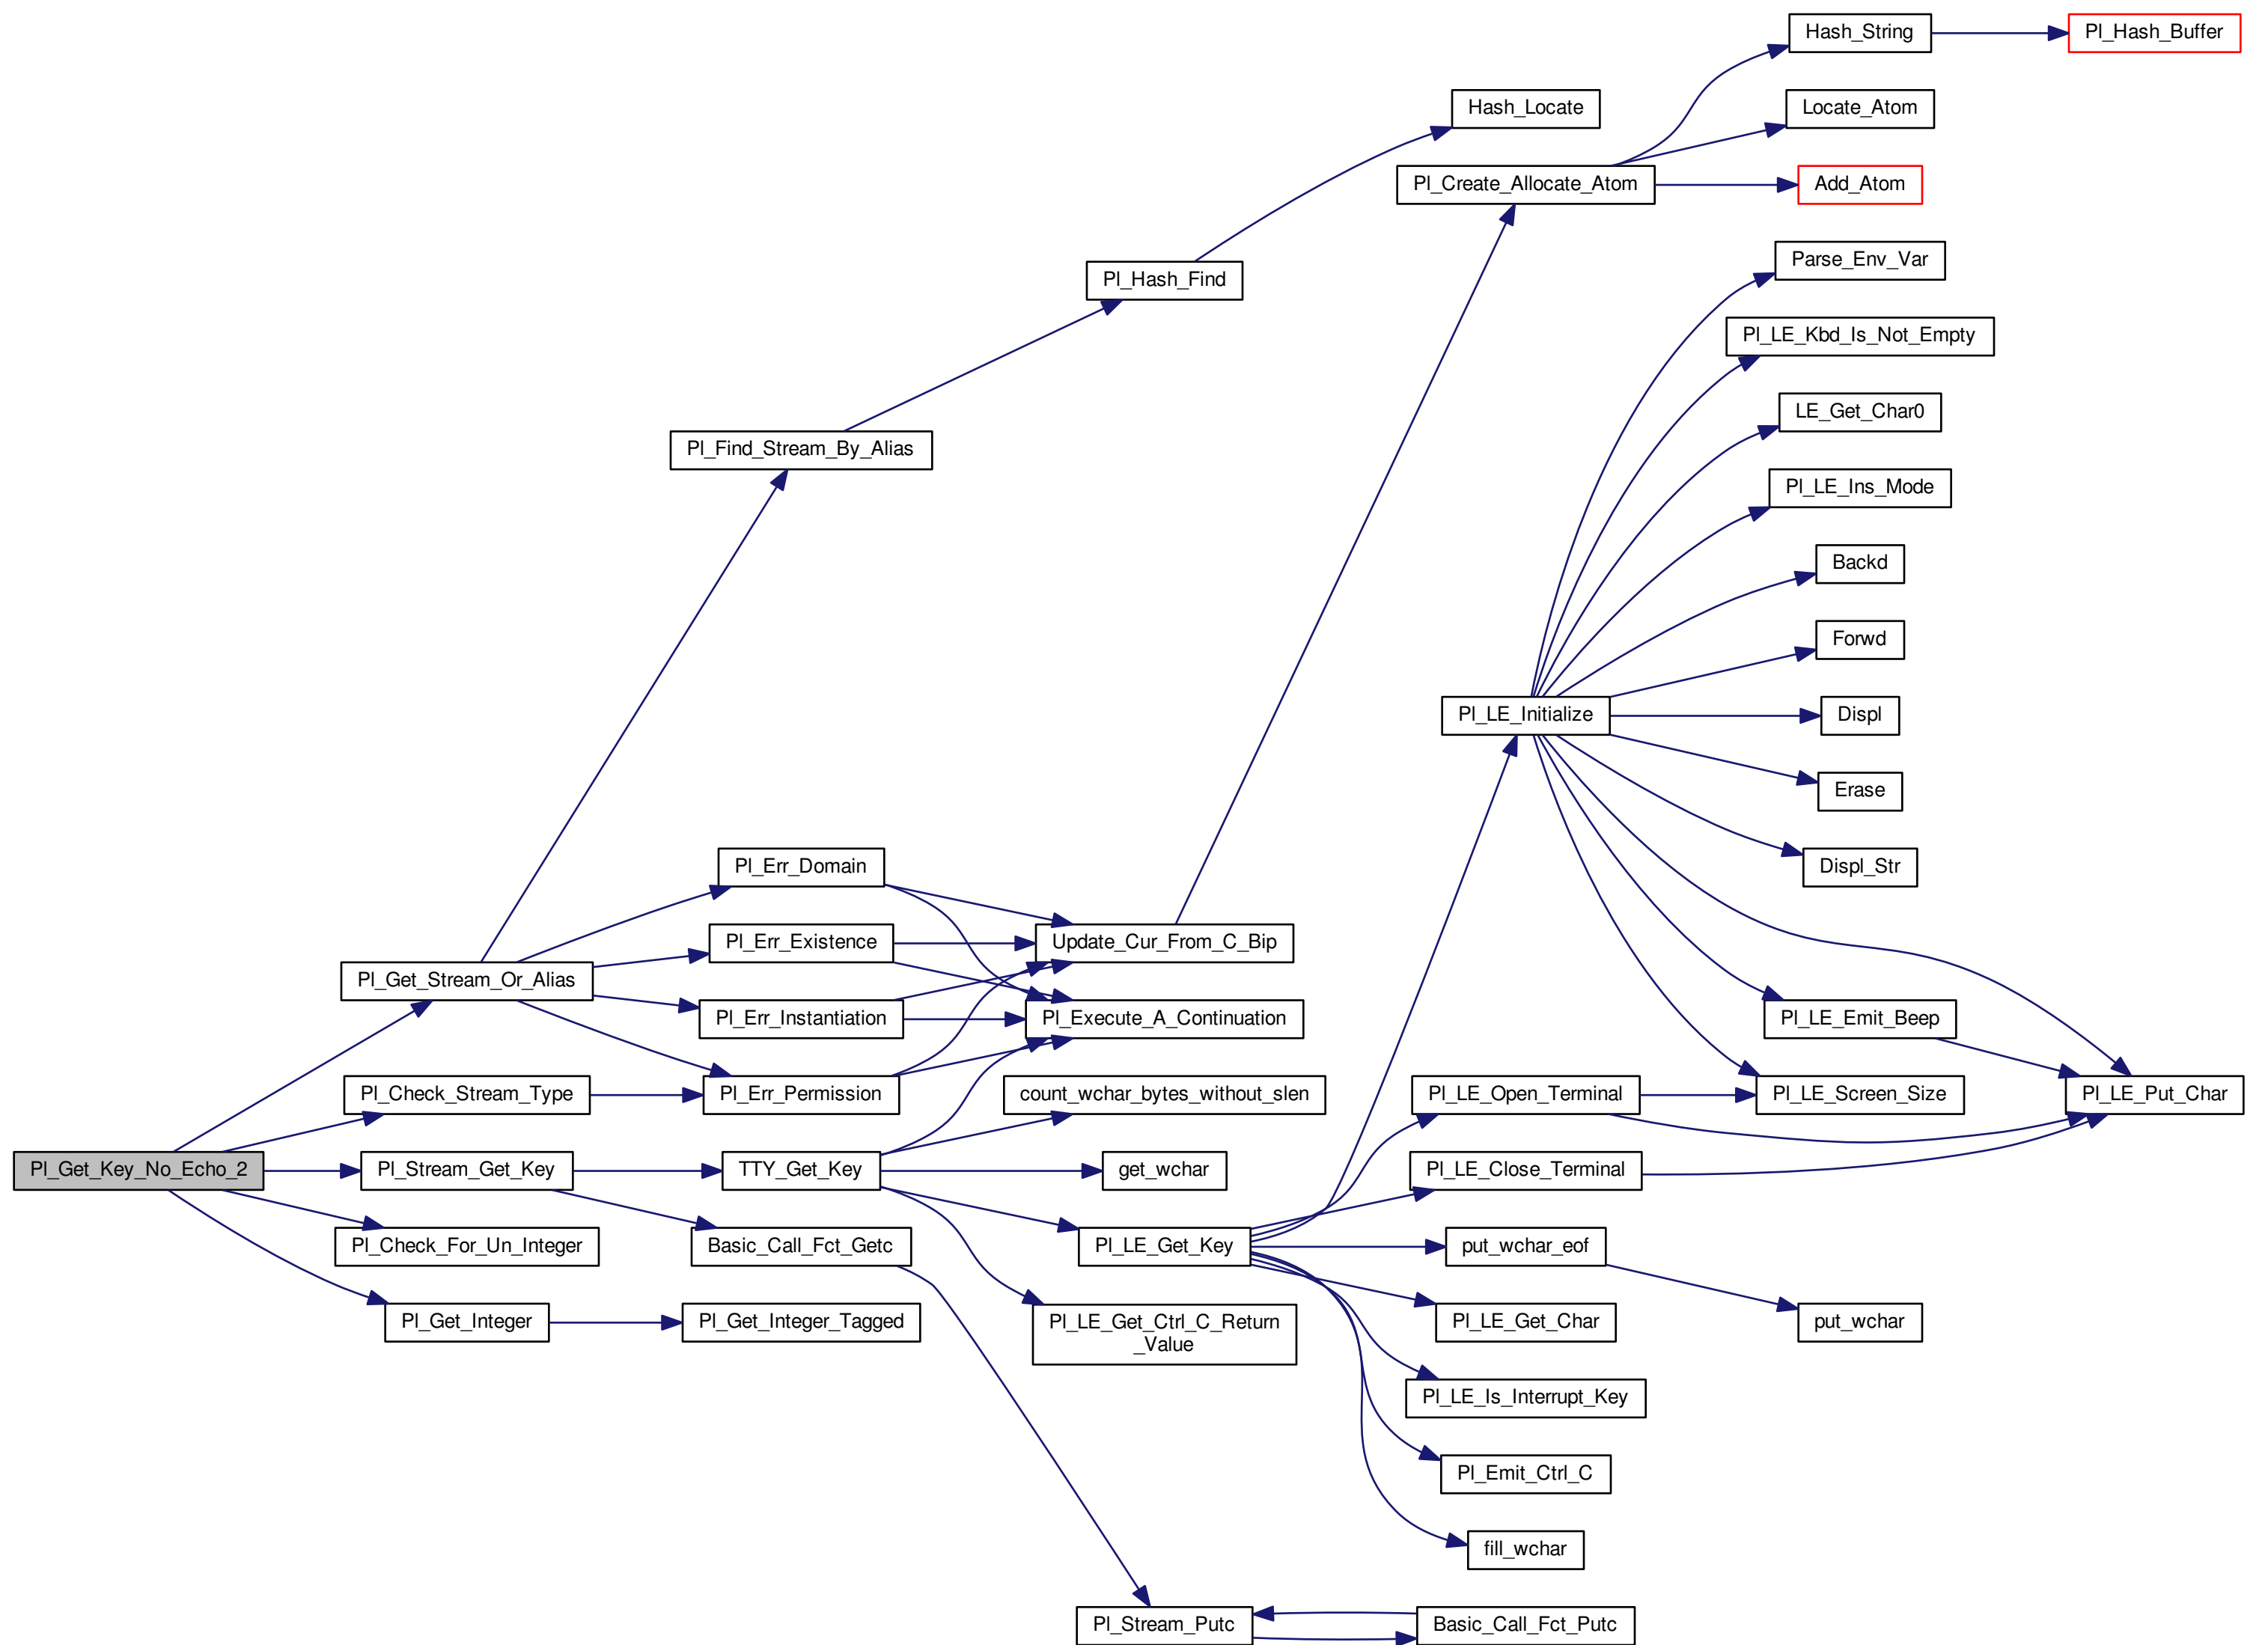 Hash_String
Pl_Hash_Buffer
Hash_Locate
Locate_Atom
Pl_Create_Allocate_Atom
Add_Atom
Pl_Hash_Find
Parse_Env_Var
Pl_LE_Kbd_Is_Not_Empty
LE_Get_Char0
Pl_Find_Stream_By_Alias
Pl_LE_Ins_Mode
Backd
Forwd
Pl_LE_Initialize
Displ
Erase
Pl_Err_Domain
Displ_Str
Pl_Err_Existence
Update_Cur_From_C_Bip
Pl_Get_Stream_Or_Alias
Pl_Err_Instantiation
Pl_Execute_A_Continuation
Pl_LE_Emit_Beep
Pl_Check_Stream_Type
Pl_Err_Permission
count_wchar_bytes_without_slen
Pl_LE_Open_Terminal
Pl_LE_Screen_Size
Pl_LE_Put_Char
Pl_Get_Key_No_Echo_2
Pl_Stream_Get_Key
TTY_Get_Key
get_wchar
Pl_LE_Close_Terminal
Pl_Check_For_Un_Integer
Basic_Call_Fct_Getc
Pl_LE_Get_Key
put_wchar_eof
Pl_Get_Integer
Pl_Get_Integer_Tagged
Pl_LE_Get_Ctrl_C_Return
_Value
Pl_LE_Get_Char
put_wchar
Pl_LE_Is_Interrupt_Key
Pl_Emit_Ctrl_C
fill_wchar
Pl_Stream_Putc
Basic_Call_Fct_Putc